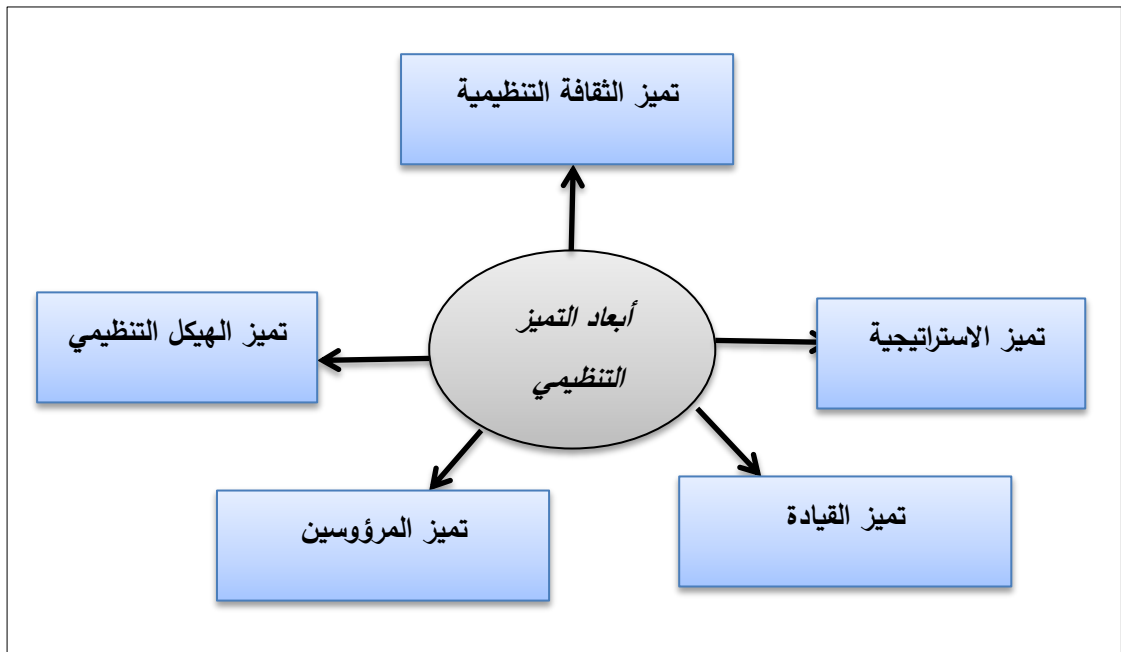 تميز الثقافة التنظيمية
أبعاد التميز
التنظيمي
تميز الاستراتيجية
تميز الهيكل التنظيمي
تميز القيادة
تميز المرؤوسين